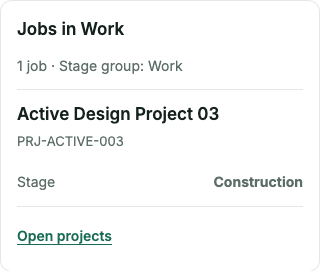 Jobs in Work
1 job · Stage group: Work
Active Design Project 03
PRJ-ACTIVE-003
Stage Construction
Open projects